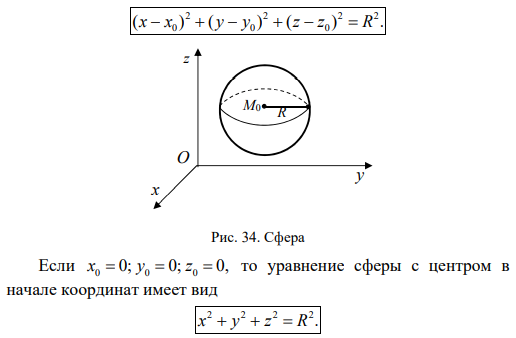 (x − x₀)² + (y − y₀)² + (z − z₀)² = R².
z
M₀
R
O
y
x
Рис. 34. Сфера
Если x₀ = 0; y₀ = 0; z₀ = 0, то уравнение сферы с центром в
начале координат имеет вид
x² + y² + z² = R².